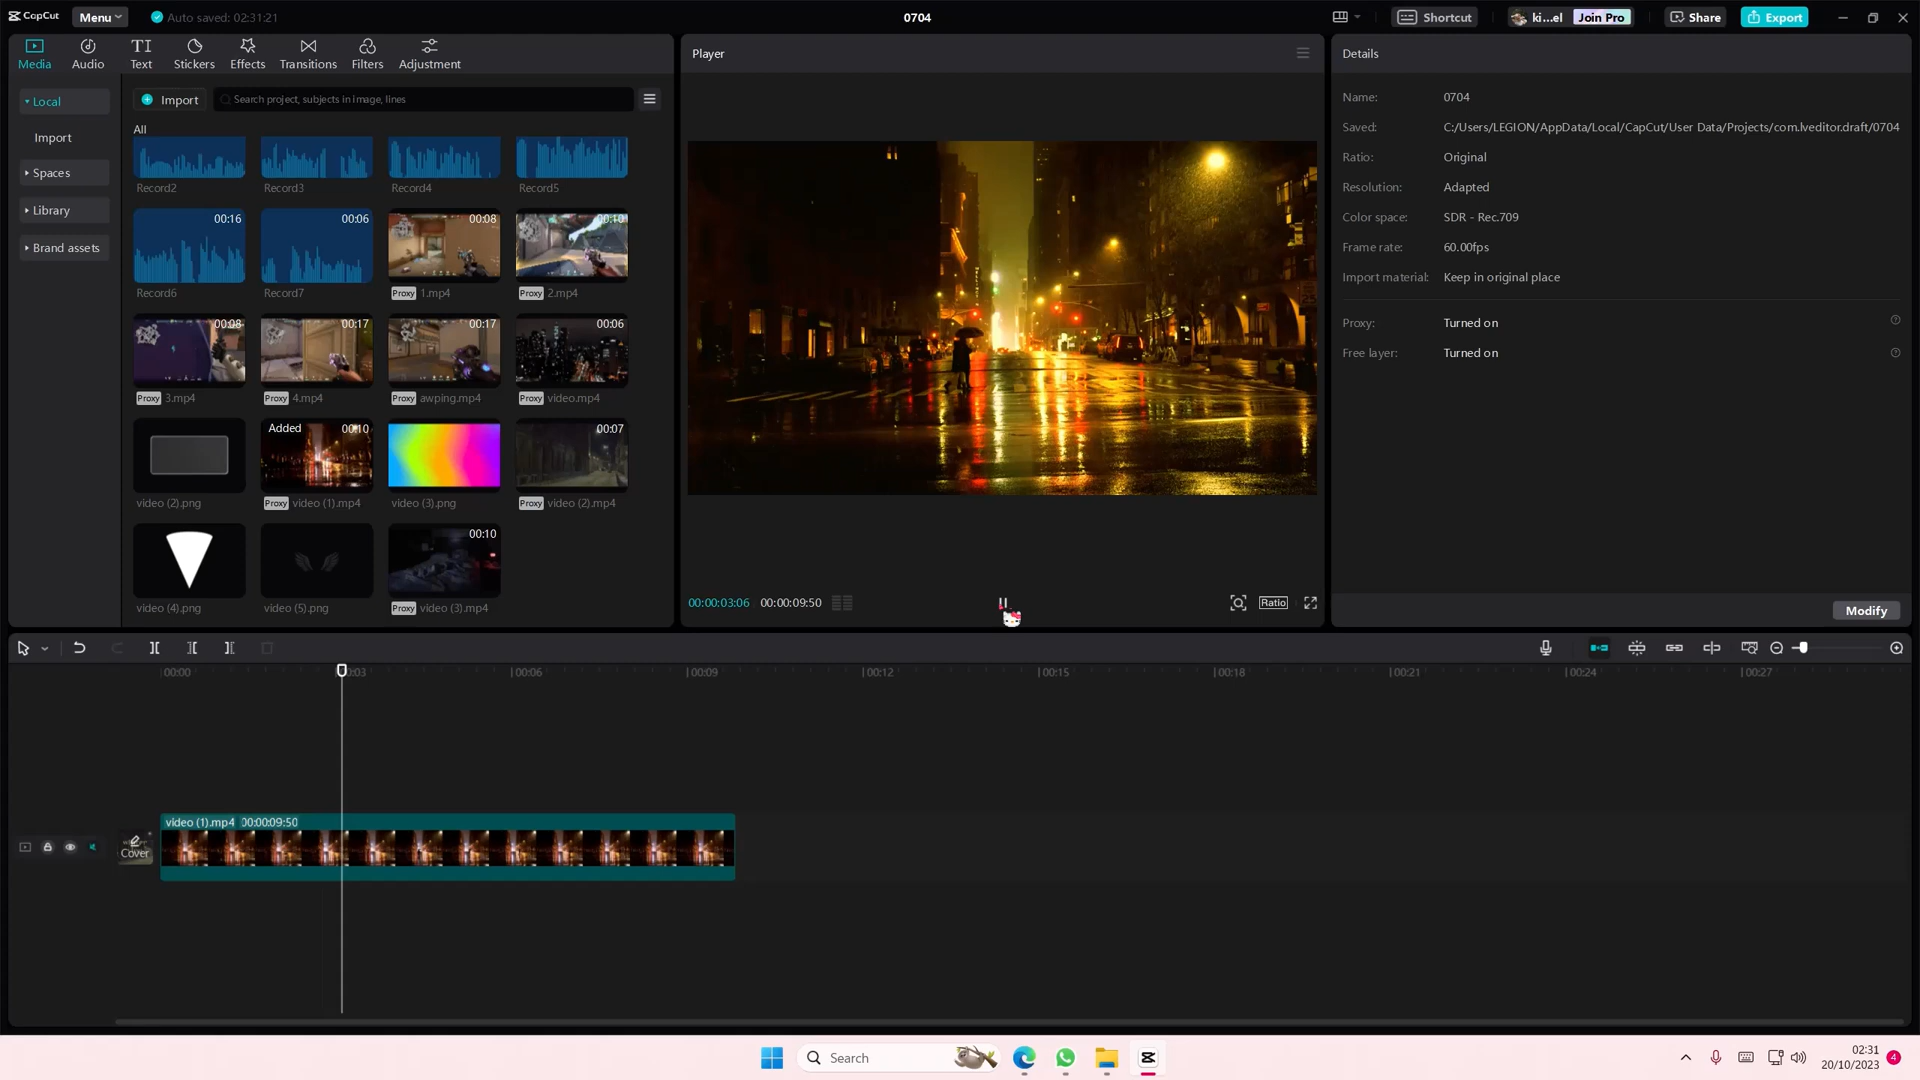 CapCut Menu Auto saved: 02:31:21 0704 Shortcut ki...el Join Pro Share Export
Media Audio Text Stickers Effects Transitions Filters Adjustment
Local
Import
Spaces
Library
Brand assets
Import Search project, subjects in image, lines
All
Record2 Record3 Record4 Record5
00:16 00:06 00:08 00:10
Record6 Record7 Proxy 1.mp4 Proxy 2.mp4
00:08 00:17 00:17 00:06
Proxy 3.mp4 Proxy 4.mp4 Proxy awping.mp4 Proxy video.mp4
Added 00:10 00:07
video (2).png Proxy video (1).mp4 video (3).png Proxy video (2).mp4
00:10
video (4).png video (5).png Proxy video (3).mp4
Player
00:00:03:06 00:00:09:50 Ratio
Details
Name: 0704
Saved: C:/Users/LEGION/AppData/Local/CapCut/User Data/Projects/com.lveditor.draft/0704
Ratio: Original
Resolution: Adapted
Color space: SDR - Rec.709
Frame rate: 60.00fps
Import material: Keep in original place
Proxy: Turned on
Free layer: Turned on
Modify
00:00 00:06 00:09 00:12 00:15 00:18 00:21 00:24 00:27
video (1).mp4 00:00:09:50
Cover
Search
02:31
20/10/2023 4